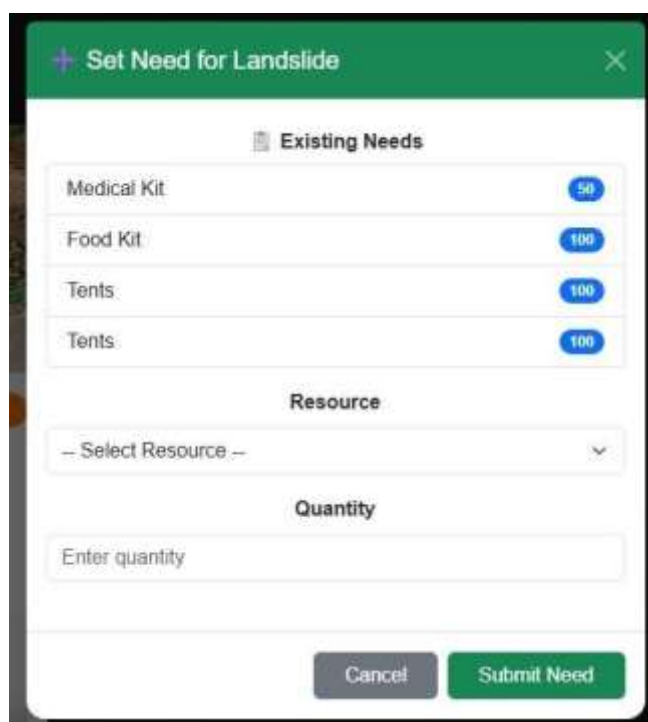 Set Need for Landslide
Existing Needs
Medical Kit 50
Food Kit 100
Tents 100
Tents 100
Resource
-- Select Resource --
Quantity
Enter quantity
Cancel Submit Need